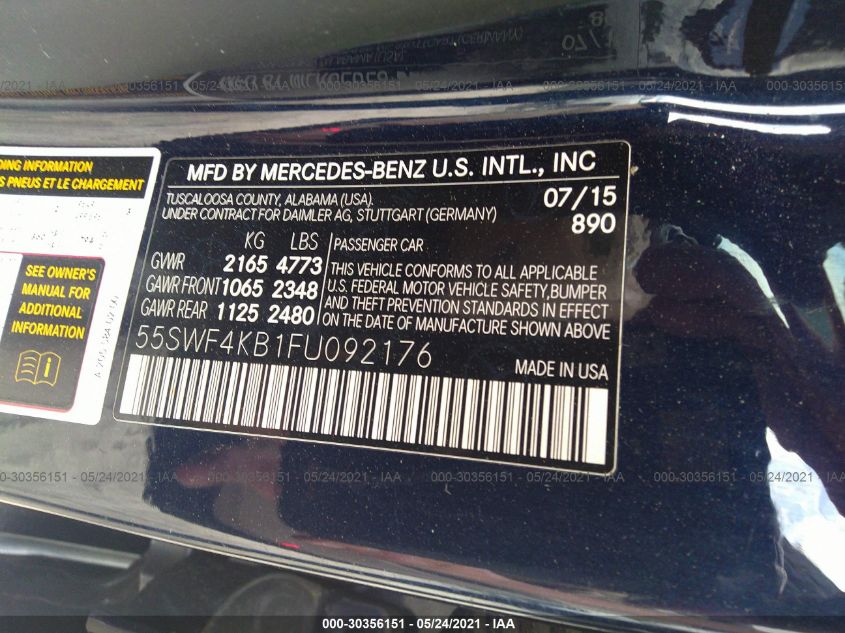 MFD BY MERCEDES-BENZ U.S. INTL., INC
TUSCALOOSA COUNTY, ALABAMA (USA).
UNDER CONTRACT FOR DAIMLER AG, STUTTGART (GERMANY)
07/15
890
KG LBS
GVWR 2165 4773
GAWR FRONT 1065 2348
GAWR REAR 1125 2480
PASSENGER CAR
THIS VEHICLE CONFORMS TO ALL APPLICABLE
U.S. FEDERAL MOTOR VEHICLE SAFETY, BUMPER
AND THEFT PREVENTION STANDARDS IN EFFECT
ON THE DATE OF MANUFACTURE SHOWN ABOVE
55SWF4KB1FU092176
MADE IN USA
INFORMATION
PNEUS ET LE CHARGEMENT
SEE OWNER'S
MANUAL FOR
ADDITIONAL
INFORMATION
000-30356151 - 05/24/2021 - IAA